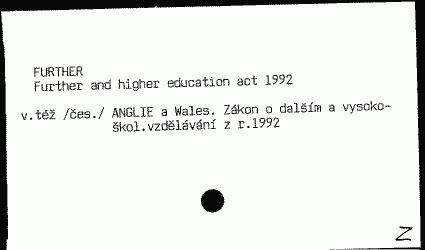 FURTHER
Further and higher education act 1992
v.též /čes./ ANGLIE a Wales. Zákon o dalším a vysoko-
škol.vzdělávání z r.1992
Z